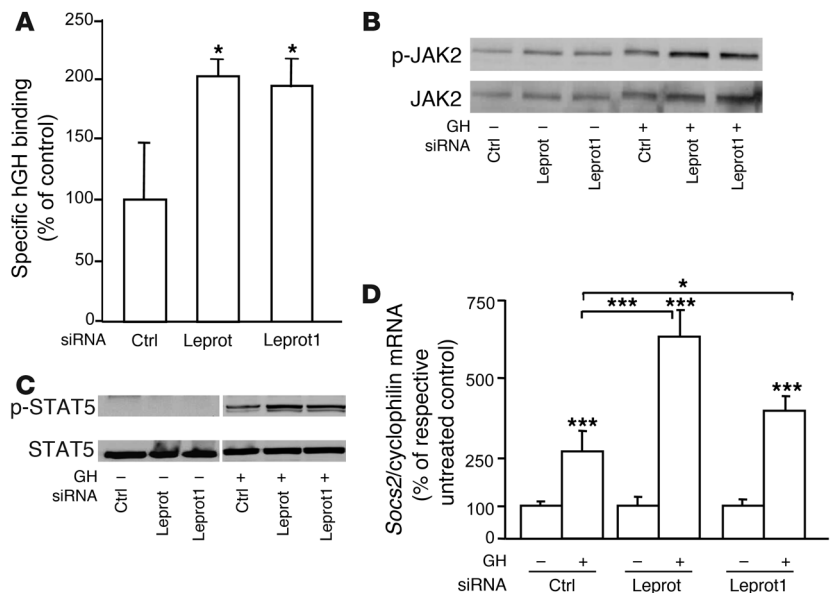 A
Specific hGH binding
(% of control)
250
200
150
100
50
0
* *
siRNA Ctrl Leprot Leprot1
B
p-JAK2
JAK2
GH – – – + + +
siRNA Ctrl Leprot Leprot1 Ctrl Leprot Leprot1
C
p-STAT5
STAT5
GH – – – + + +
siRNA Ctrl Leprot Leprot1 Ctrl Leprot Leprot1
D
Socs2/cyclophilin mRNA
(% of respective
untreated control)
750
500
250
100
0
*
*** ***
***
***
GH – + – + – +
siRNA Ctrl Leprot Leprot1